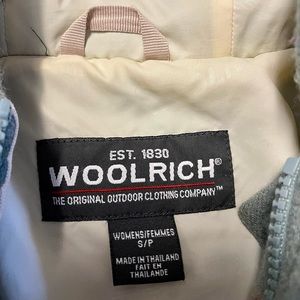 EST. 1830
WOOLRICH®
THE ORIGINAL OUTDOOR CLOTHING COMPANY™
WOMENS/FEMMES
S/P
MADE IN THAILAND
FAIT EN
THAILANDE